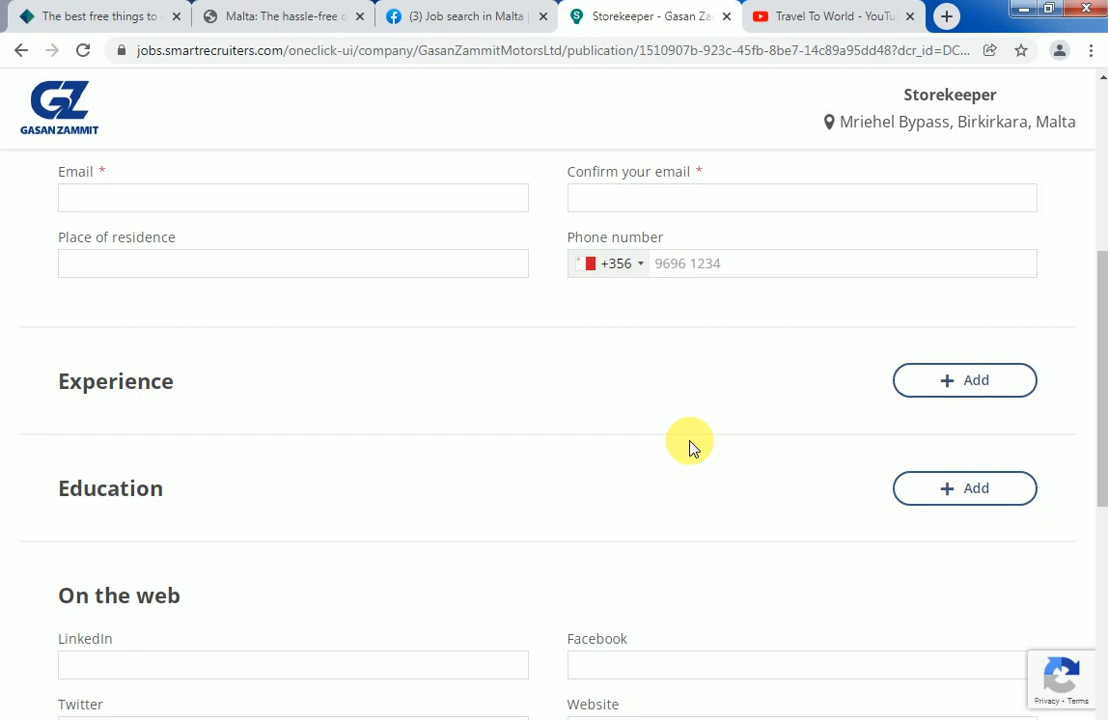 The best free things to
Malta: The hassle-free
(3) Job search in Malta
Storekeeper - Gasan Za
Travel To World - YouTu
jobs.smartrecruiters.com/oneclick-ui/company/GasanZammitMotorsLtd/publication/1510907b-923c-45fb-8be7-14c89a95dd48?dcr_id=DC...
GZ
GASAN ZAMMIT
Storekeeper
Mriehel Bypass, Birkirkara, Malta
Email *
Confirm your email *
Place of residence
Phone number
+356 9696 1234
Experience
+ Add
Education
+ Add
On the web
LinkedIn
Facebook
Twitter
Website
Privacy - Terms